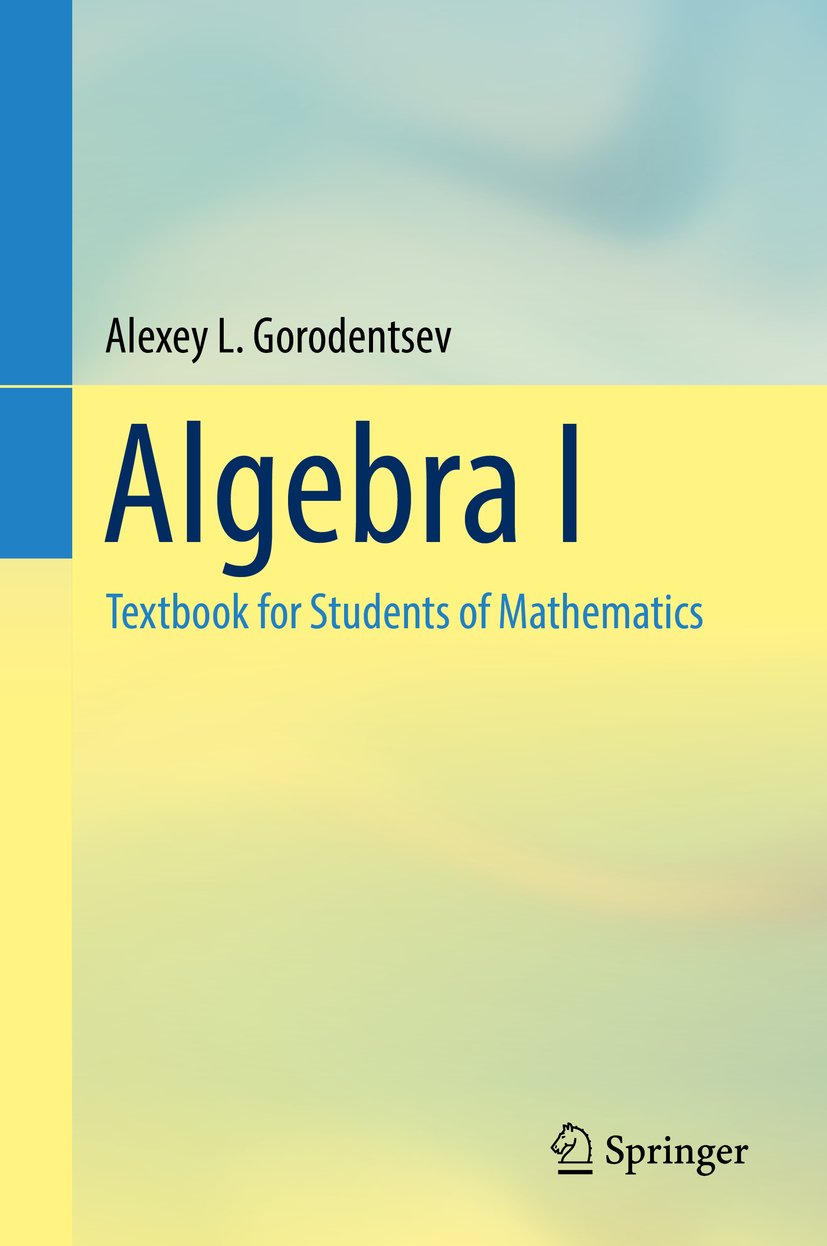 Alexey L. Gorodentsev
Algebra I
Textbook for Students of Mathematics
Springer